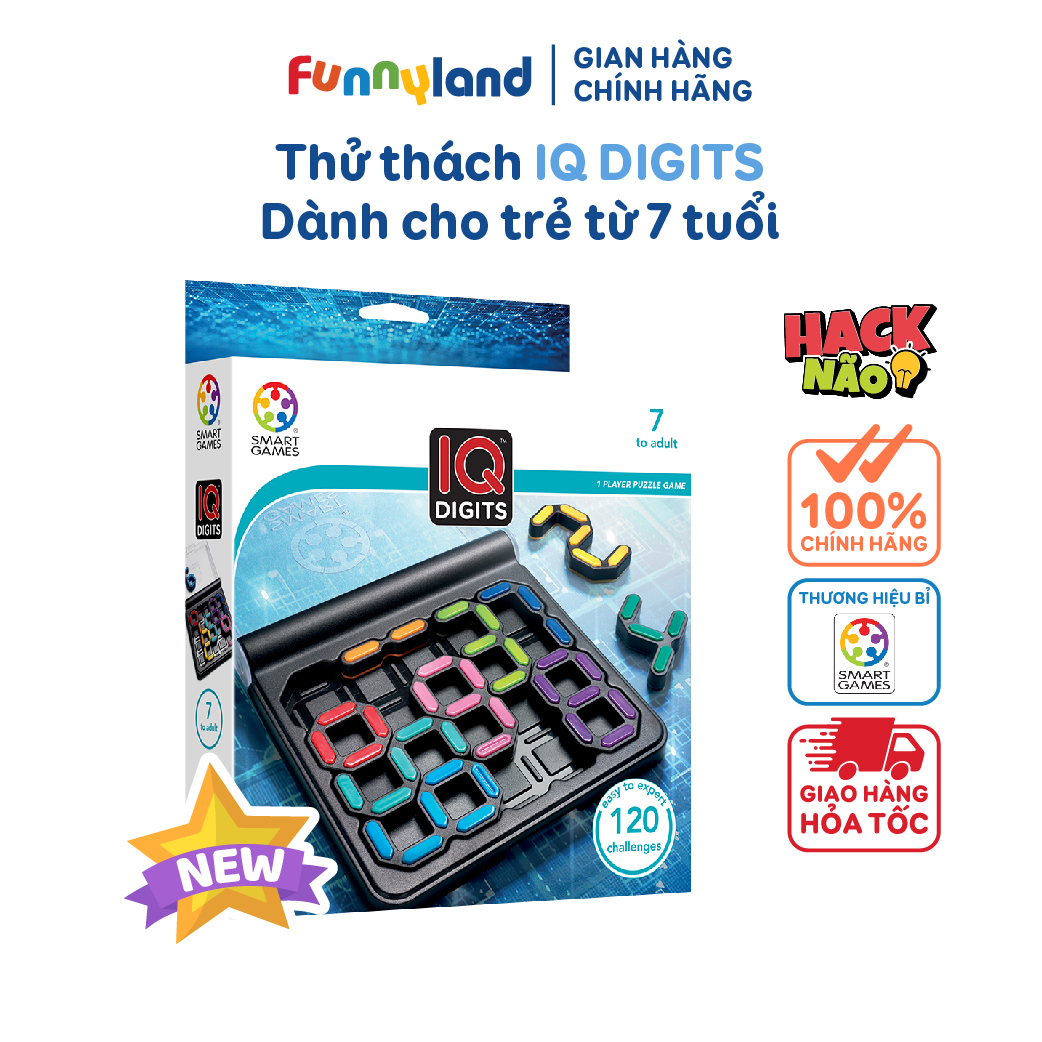 Funnyland
GIAN HÀNG
CHÍNH HÃNG
Thử thách IQ DIGITS
Dành cho trẻ từ 7 tuổi
HACK
NÃO
SMART
GAMES
IQ
DIGITS
7
to adult
SMART
GAMES
7
to adult
IQ™
DIGITS
1 PLAYER PUZZLE GAME
easy to expert
120
challenges
NEW
100%
CHÍNH HÃNG
THƯƠNG HIỆU BỈ
SMART
GAMES
GIAO HÀNG
HỎA TỐC